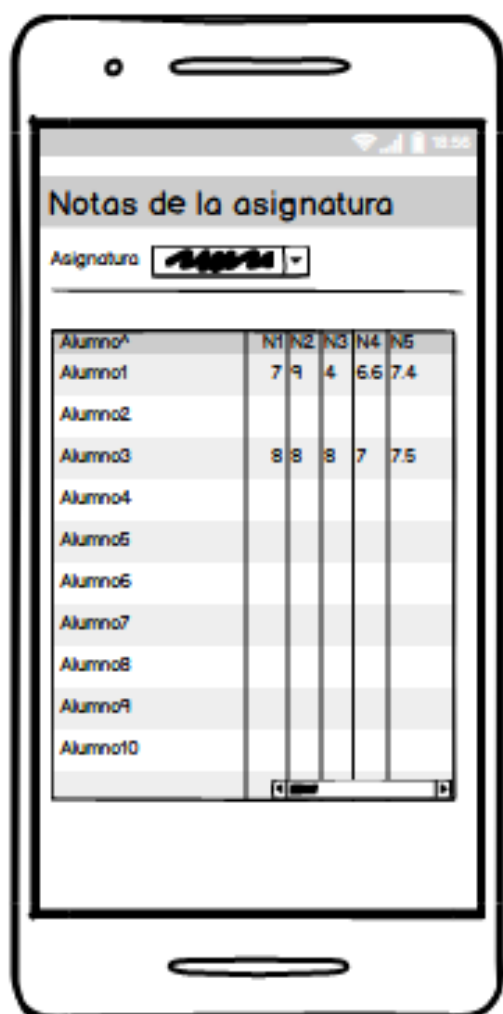 18:56
Notas de la asignatura
Asignatura
Alumno^ N1 N2 N3 N4 N5
Alumno1 7 9 4 6.6 7.4
Alumno2
Alumno3 8 8 8 7 7.5
Alumno4
Alumno5
Alumno6
Alumno7
Alumno8
Alumno9
Alumno10